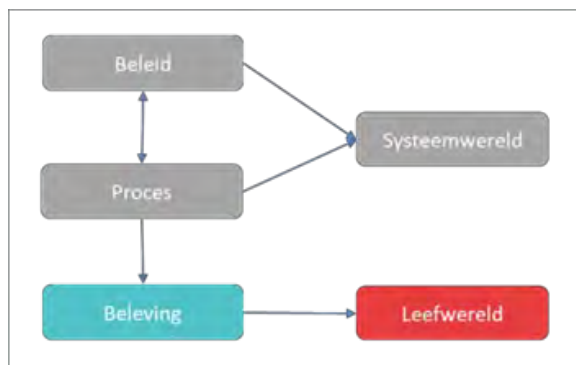 Beleid
Systeemwereld
Proces
Beleving
Leefwereld